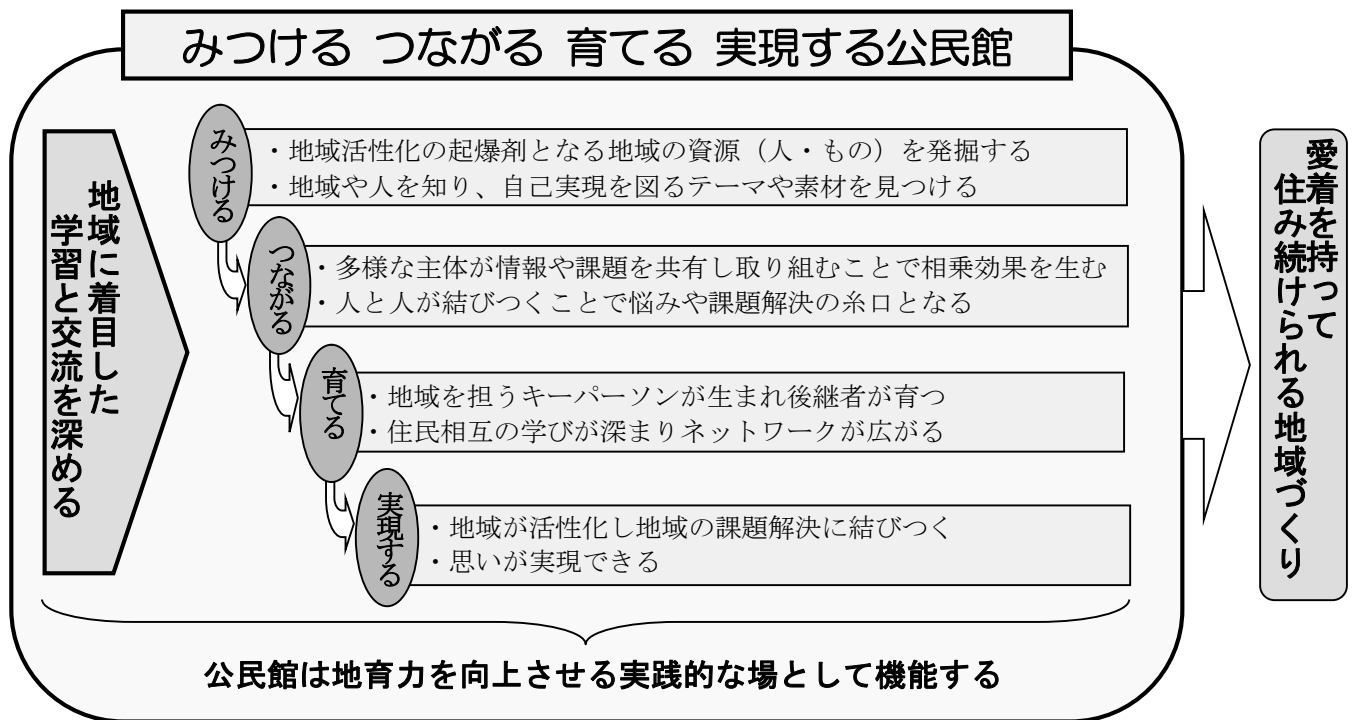 みつける つながる 育てる 実現する公民館
地域に着目した
学習と交流を深める
みつける
・地域活性化の起爆剤となる地域の資源（人・もの）を発掘する
・地域や人を知り、自己実現を図るテーマや素材を見つける
つながる
・多様な主体が情報や課題を共有し取り組むことで相乗効果を生む
・人と人が結びつくことで悩みや課題解決の糸口となる
育てる
・地域を担うキーパーソンが生まれ後継者が育つ
・住民相互の学びが深まりネットワークが広がる
実現する
・地域が活性化し地域の課題解決に結びつく
・思いが実現できる
公民館は地育力を向上させる実践的な場として機能する
愛着を持って
住み続けられる地域づくり